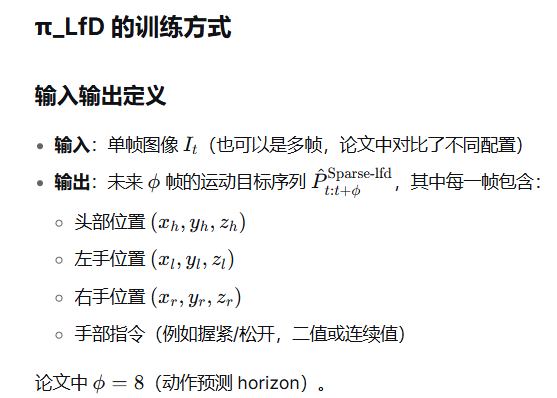 π_LfD 的训练方式
输入输出定义
• 输入：单帧图像 I_t（也可以是多帧，论文中对比了不同配置）
• 输出：未来 ϕ 帧的运动目标序列 P̂_{t:t+ϕ}^{Sparse-lfd}，其中每一帧包含：
◦ 头部位置 (x_h, y_h, z_h)
◦ 左手位置 (x_l, y_l, z_l)
◦ 右手位置 (x_r, y_r, z_r)
◦ 手部指令（例如握紧/松开，二值或连续值）
论文中 ϕ = 8（动作预测 horizon）。